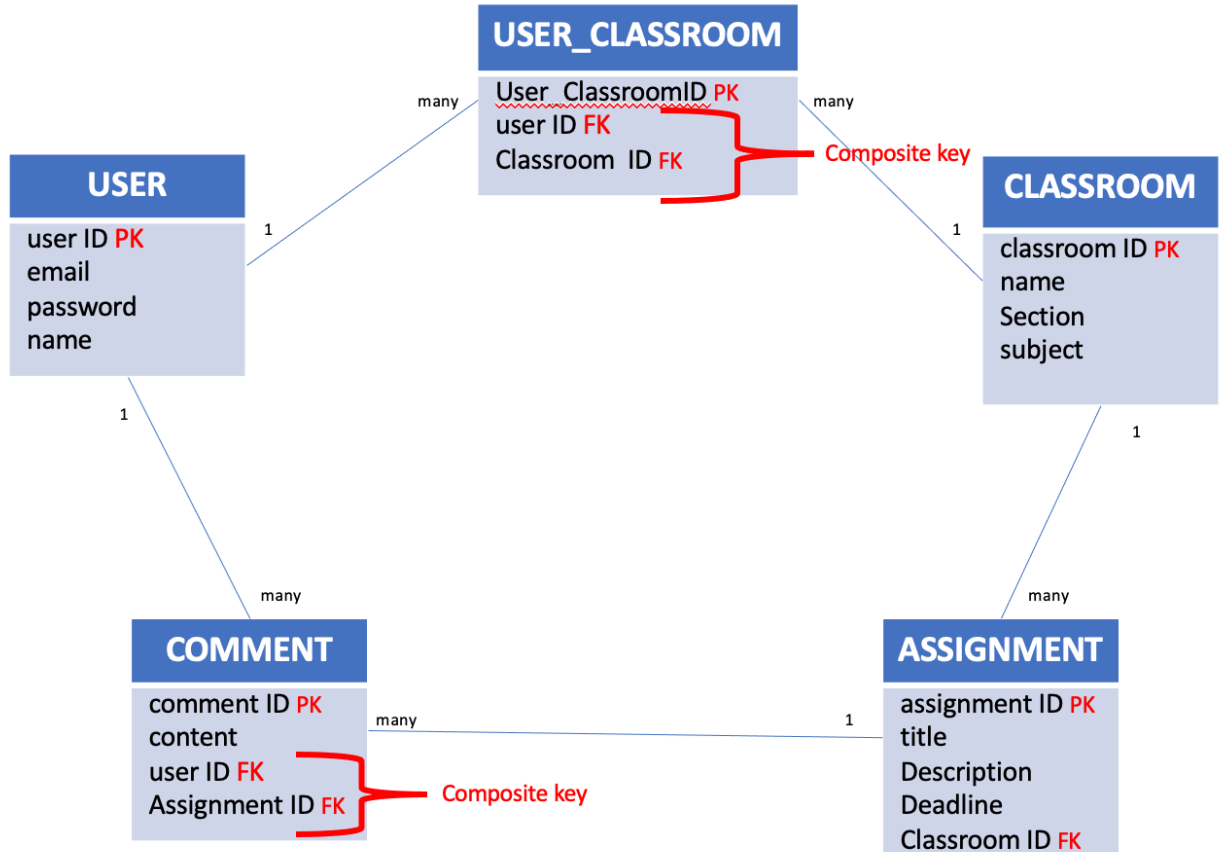 USER_CLASSROOM
User_ClassroomID PK
user ID FK
Classroom  ID FK
Composite key
many
many
USER
user ID PK
email
password
name
1
1
CLASSROOM
classroom ID PK
name
Section
subject
1
1
many
many
COMMENT
comment ID PK
content
user ID FK
Assignment ID FK
Composite key
many
1
ASSIGNMENT
assignment ID PK
title
Description
Deadline
Classroom ID FK